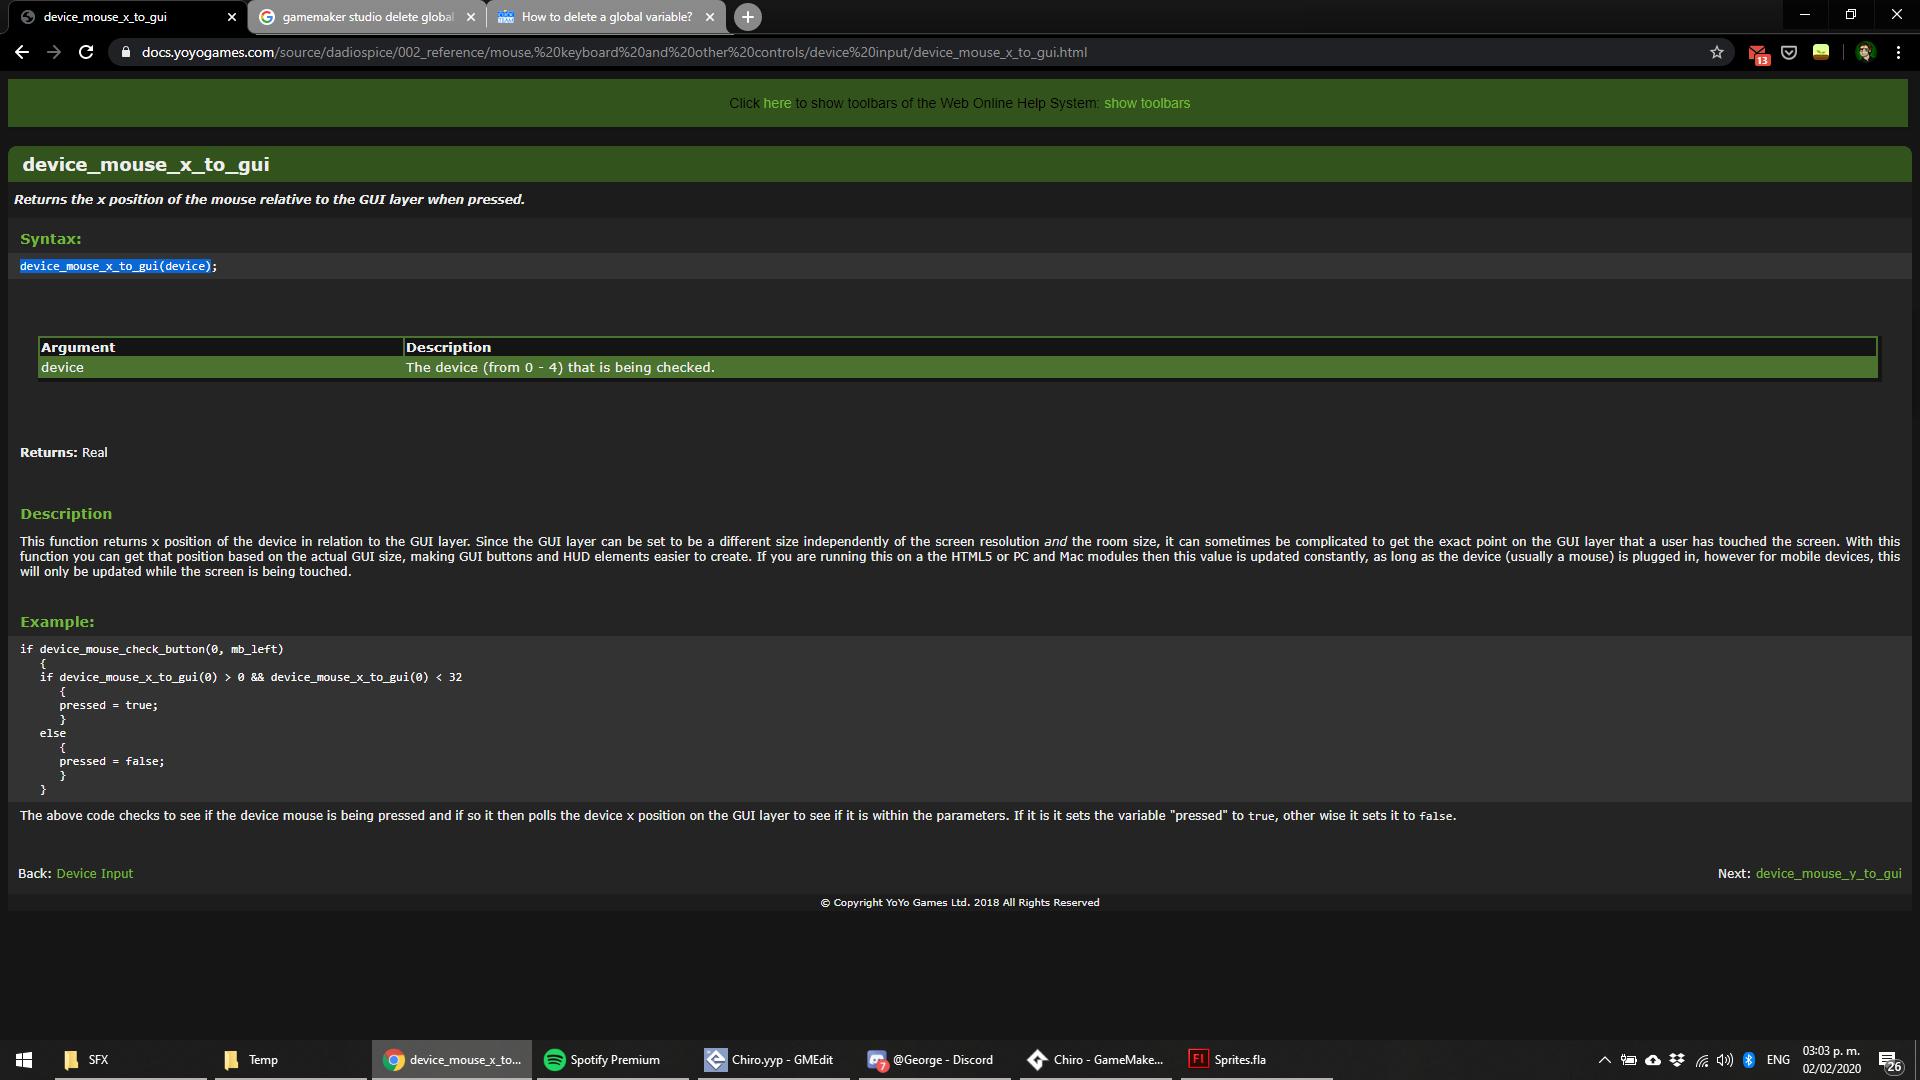 device_mouse_x_to_gui
gamemaker studio delete global
How to delete a global variable?
docs.yoyogames.com/source/dadiospice/002_reference/mouse,%20keyboard%20and%20other%20controls/device%20input/device_mouse_x_to_gui.html
13
Click here to show toolbars of the Web Online Help System: show toolbars
device_mouse_x_to_gui
Returns the x position of the mouse relative to the GUI layer when pressed.
Syntax:
device_mouse_x_to_gui(device);
Argument Description
device The device (from 0 - 4) that is being checked.
Returns: Real
Description
This function returns x position of the device in relation to the GUI layer. Since the GUI layer can be set to be a different size independently of the screen resolution and the room size, it can sometimes be complicated to get the exact point on the GUI layer that a user has touched the screen. With this
function you can get that position based on the actual GUI size, making GUI buttons and HUD elements easier to create. If you are running this on a the HTML5 or PC and Mac modules then this value is updated constantly, as long as the device (usually a mouse) is plugged in, however for mobile devices, this
will only be updated while the screen is being touched.
Example:
if device_mouse_check_button(0, mb_left)
{
if device_mouse_x_to_gui(0) > 0 && device_mouse_x_to_gui(0) < 32
{
pressed = true;
}
else
{
pressed = false;
}
}
The above code checks to see if the device mouse is being pressed and if so it then polls the device x position on the GUI layer to see if it is within the parameters. If it is it sets the variable "pressed" to true, other wise it sets it to false.
Back: Device Input
Next: device_mouse_y_to_gui
© Copyright YoYo Games Ltd. 2018 All Rights Reserved
SFX
Temp
device_mouse_x_to...
Spotify Premium
Chiro.yyp - GMEdit
7
@George - Discord
Chiro - GameMake...
Fl
Sprites.fla
ENG
03:03 p. m.
02/02/2020
26